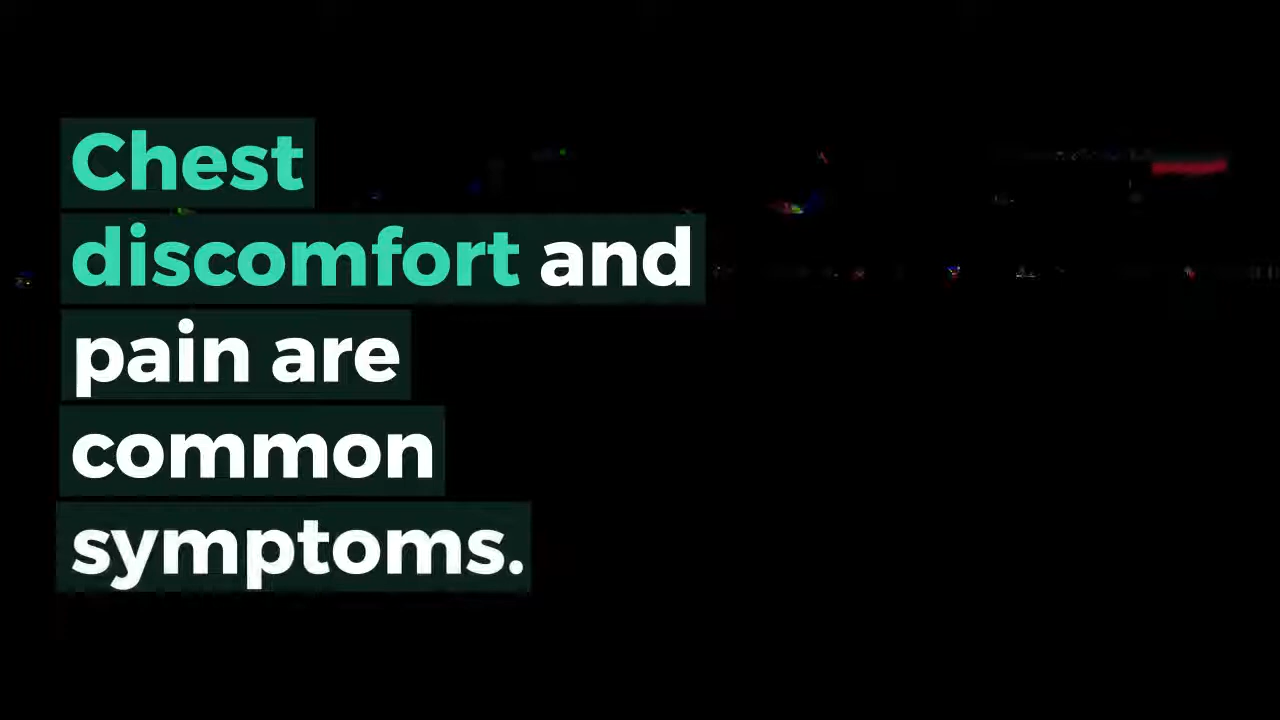 Chest
discomfort and
pain are
common
symptoms.